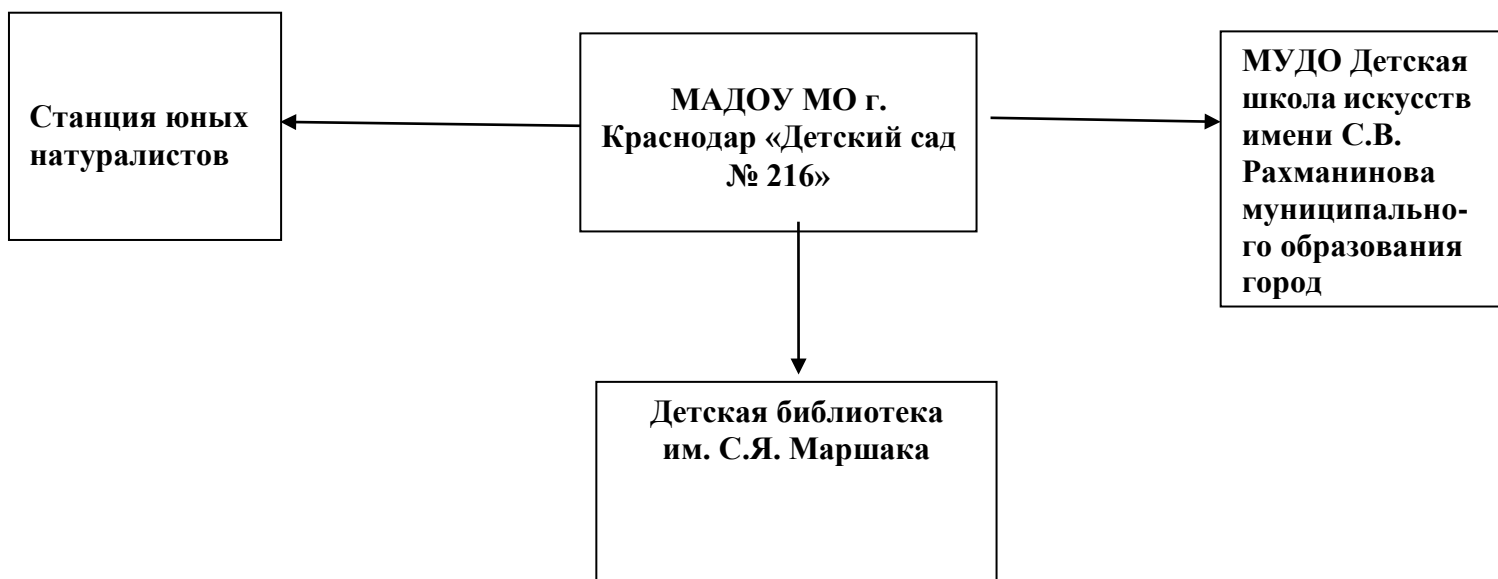 Станция юных
натуралистов
МАДОУ МО г.
Краснодар «Детский сад
№ 216»
МУДО Детская
школа искусств
имени С.В.
Рахманинова
муниципально-
го образования
город
Детская библиотека
им. С.Я. Маршака